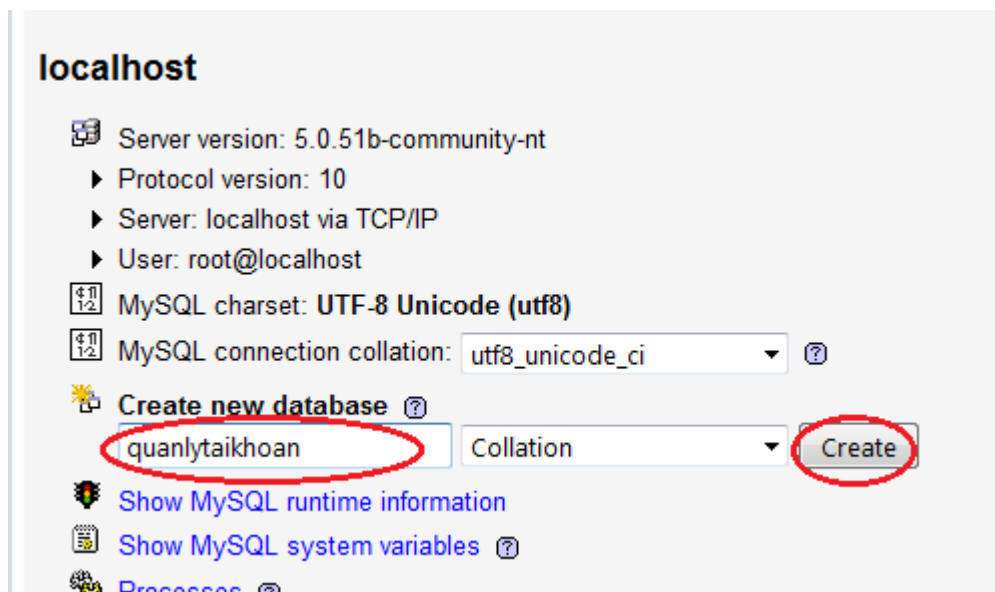 localhost
Server version: 5.0.51b-community-nt
Protocol version: 10
Server: localhost via TCP/IP
User: root@localhost
MySQL charset: UTF-8 Unicode (utf8)
MySQL connection collation: utf8_unicode_ci
Create new database
quanlytaikhoan Collation Create
Show MySQL runtime information
Show MySQL system variables
Processes